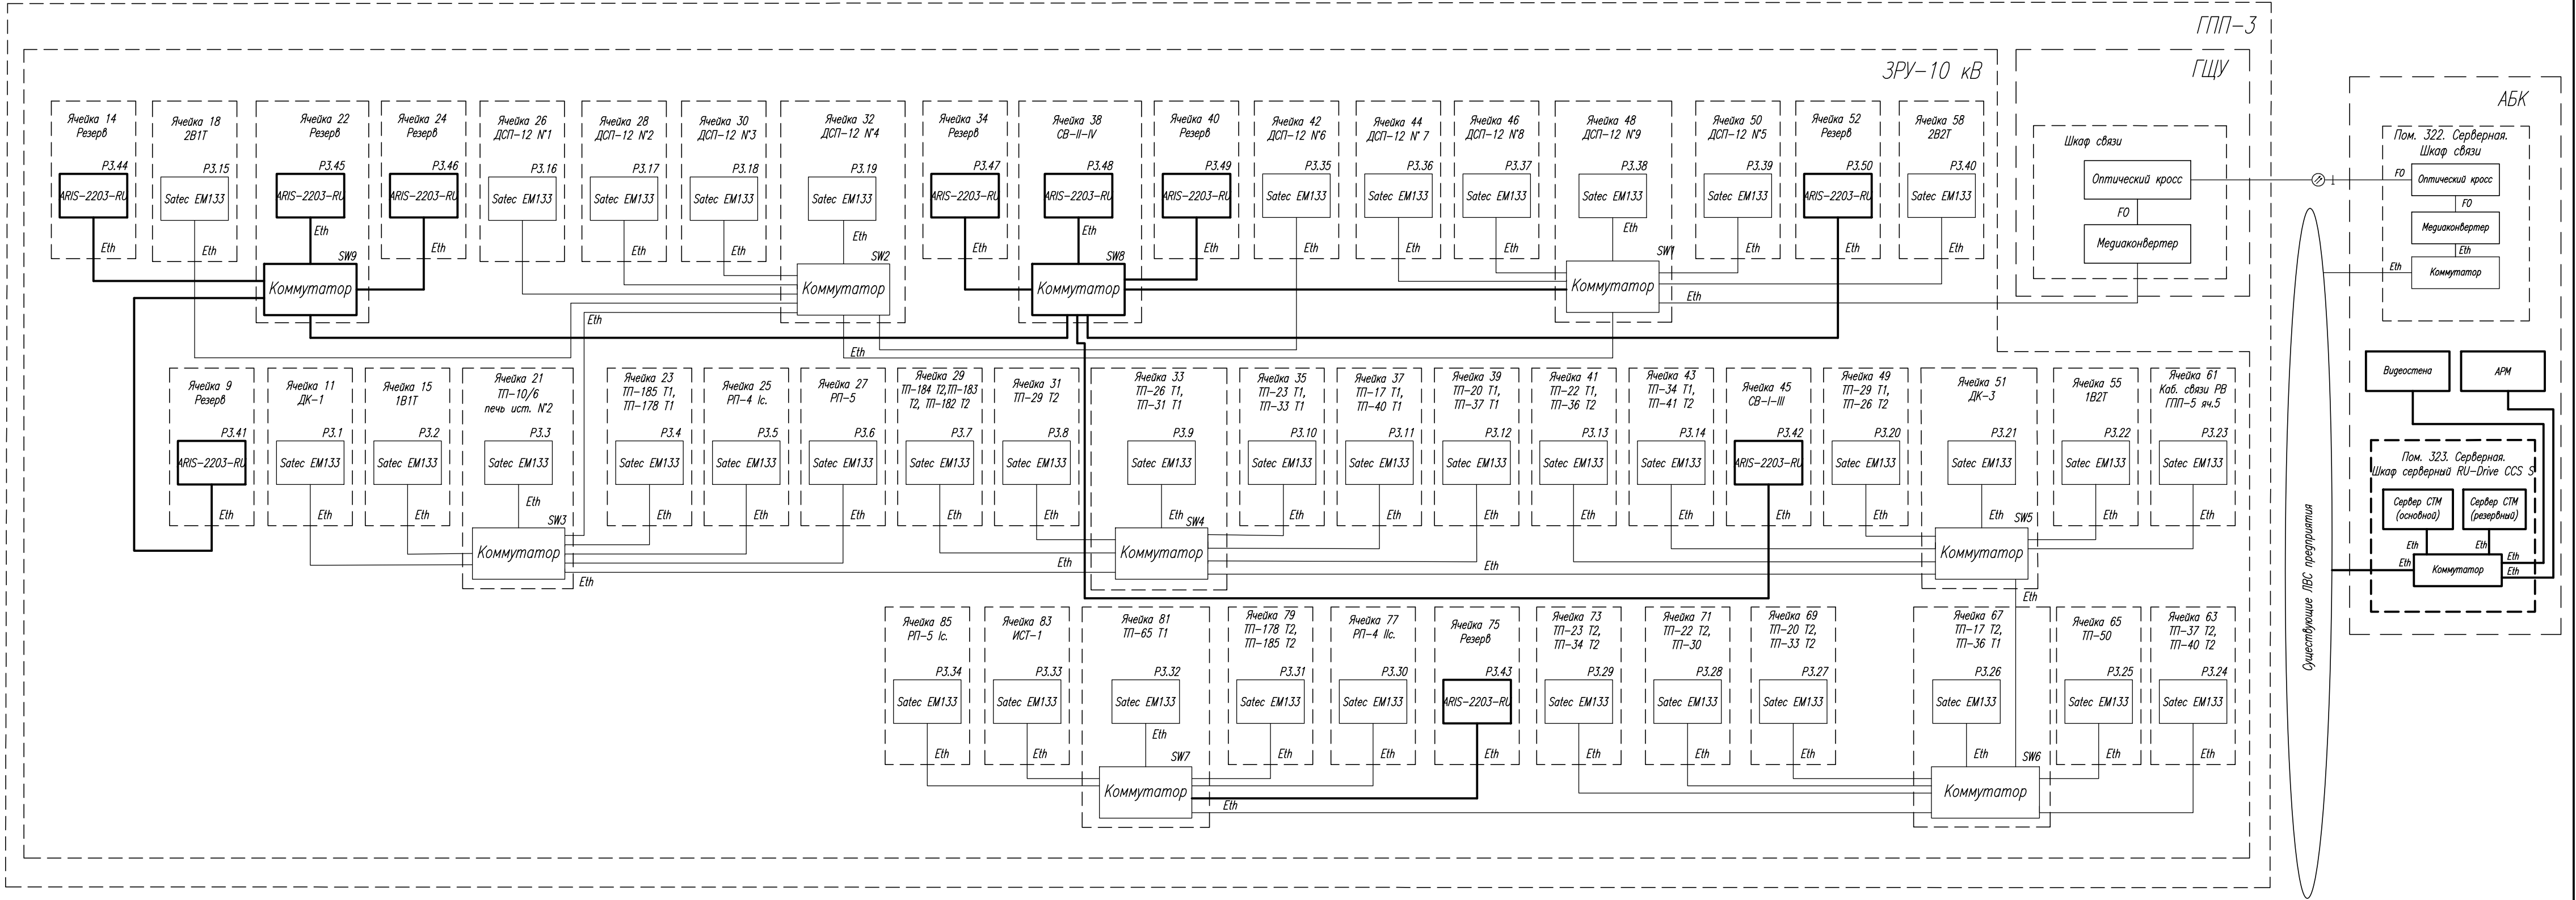 ГПП-3
ЗРУ-10 кВ
ГЩУ
АБК
Ячейка 14
Резерв
P3.44
ARIS-2203-RU
Eth
Ячейка 18
2В1Т
P3.15
Satec EM133
Eth
Ячейка 22
Резерв
P3.45
ARIS-2203-RU
Eth
SW9
Коммутатор
Ячейка 24
Резерв
P3.46
ARIS-2203-RU
Eth
Ячейка 26
ДСП-12 N°1
P3.16
Satec EM133
Eth
Ячейка 28
ДСП-12 N°2
P3.17
Satec EM133
Eth
Ячейка 30
ДСП-12 N°3
P3.18
Satec EM133
Eth
Ячейка 32
ДСП-12 N°4
P3.19
Satec EM133
Eth
SW2
Коммутатор
Eth
Eth
Ячейка 34
Резерв
P3.47
ARIS-2203-RU
Eth
Ячейка 38
СВ-II-IV
P3.48
ARIS-2203-RU
Eth
SW8
Коммутатор
Ячейка 40
Резерв
P3.49
ARIS-2203-RU
Eth
Ячейка 42
ДСП-12 N°6
P3.35
Satec EM133
Eth
Ячейка 44
ДСП-12 N° 7
P3.36
Satec EM133
Eth
Ячейка 46
ДСП-12 N°8
P3.37
Satec EM133
Eth
Ячейка 48
ДСП-12 N°9
P3.38
Satec EM133
Eth
SW1
Коммутатор
Eth
Ячейка 50
ДСП-12 N°5
P3.39
Satec EM133
Eth
Ячейка 52
Резерв
P3.50
ARIS-2203-RU
Eth
Ячейка 58
2В2Т
P3.40
Satec EM133
Eth
Шкаф связи
Оптический кросс
FO
Медиаконвертер
1
Пом. 322. Серверная.
Шкаф связи
FO
Оптический кросс
FO
Медиаконвертер
Eth
Eth
Коммутатор
Видеостена
АРМ
Пом. 323. Серверная.
Шкаф серверный RU-Drive CCS S
Сервер СТМ
(основной)
Сервер СТМ
(резервный)
Eth
Eth
Eth
Eth
Eth
Коммутатор
Существующие ЛВС предприятия
Ячейка 9
Резерв
P3.41
ARIS-2203-RU
Eth
Ячейка 11
ДК-1
P3.1
Satec EM133
Eth
Ячейка 15
1В1Т
P3.2
Satec EM133
Eth
Ячейка 21
ТП-10/6
печь ист. N°2
P3.3
Satec EM133
Eth
SW3
Коммутатор
Eth
Ячейка 23
ТП-185 Т1,
ТП-178 Т1
P3.4
Satec EM133
Eth
Ячейка 25
РП-4 Iс.
P3.5
Satec EM133
Eth
Ячейка 27
РП-5
P3.6
Satec EM133
Eth
Ячейка 29
ТП-184 Т2,ТП-183
Т2, ТП-182 Т2
P3.7
Satec EM133
Eth
Ячейка 31
ТП-29 Т2
P3.8
Satec EM133
Eth
Ячейка 33
ТП-26 Т1,
ТП-31 Т1
P3.9
Satec EM133
Eth
SW4
Коммутатор
Ячейка 35
ТП-23 Т1,
ТП-33 Т1
P3.10
Satec EM133
Eth
Ячейка 37
ТП-17 Т1,
ТП-40 Т1
P3.11
Satec EM133
Eth
Ячейка 39
ТП-20 Т1,
ТП-37 Т1
P3.12
Satec EM133
Eth
Eth
Ячейка 41
ТП-22 Т1,
ТП-36 Т2
P3.13
Satec EM133
Eth
Ячейка 43
ТП-34 Т1,
ТП-41 Т2
P3.14
Satec EM133
Eth
Ячейка 45
СВ-I-III
P3.42
ARIS-2203-RU
Eth
Ячейка 49
ТП-29 Т1,
ТП-26 Т2
P3.20
Satec EM133
Eth
Ячейка 51
ДК-3
P3.21
Satec EM133
Eth
SW5
Коммутатор
Eth
Ячейка 55
1В2Т
P3.22
Satec EM133
Eth
Ячейка 61
Каб. связи РВ
ГПП-5 яч.5
P3.23
Satec EM133
Eth
Ячейка 85
РП-5 Iс.
P3.34
Satec EM133
Eth
Ячейка 83
ИСТ-1
P3.33
Satec EM133
Eth
Ячейка 81
ТП-65 Т1
P3.32
Satec EM133
Eth
SW7
Коммутатор
Eth
Ячейка 79
ТП-178 Т2,
ТП-185 Т2
P3.31
Satec EM133
Eth
Ячейка 77
РП-4 IIс.
P3.30
Satec EM133
Eth
Ячейка 75
Резерв
P3.43
ARIS-2203-RU
Eth
Ячейка 73
ТП-23 Т2,
ТП-34 Т2
P3.29
Satec EM133
Eth
Ячейка 71
ТП-22 Т2,
ТП-30
P3.28
Satec EM133
Eth
Ячейка 69
ТП-20 Т2,
ТП-33 Т2
P3.27
Satec EM133
Eth
Ячейка 67
ТП-17 Т2,
ТП-36 Т1
P3.26
Satec EM133
Eth
SW6
Коммутатор
Ячейка 65
ТП-50
P3.25
Satec EM133
Eth
Ячейка 63
ТП-37 Т2,
ТП-40 Т2
P3.24
Satec EM133
Eth